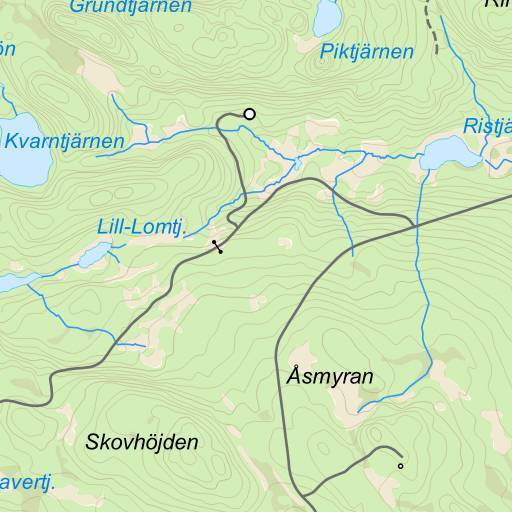 Grundtjärnen
Piktjärnen
Kvarntjärnen
Lill-Lomtj.
Åsmyran
Skovhöjden